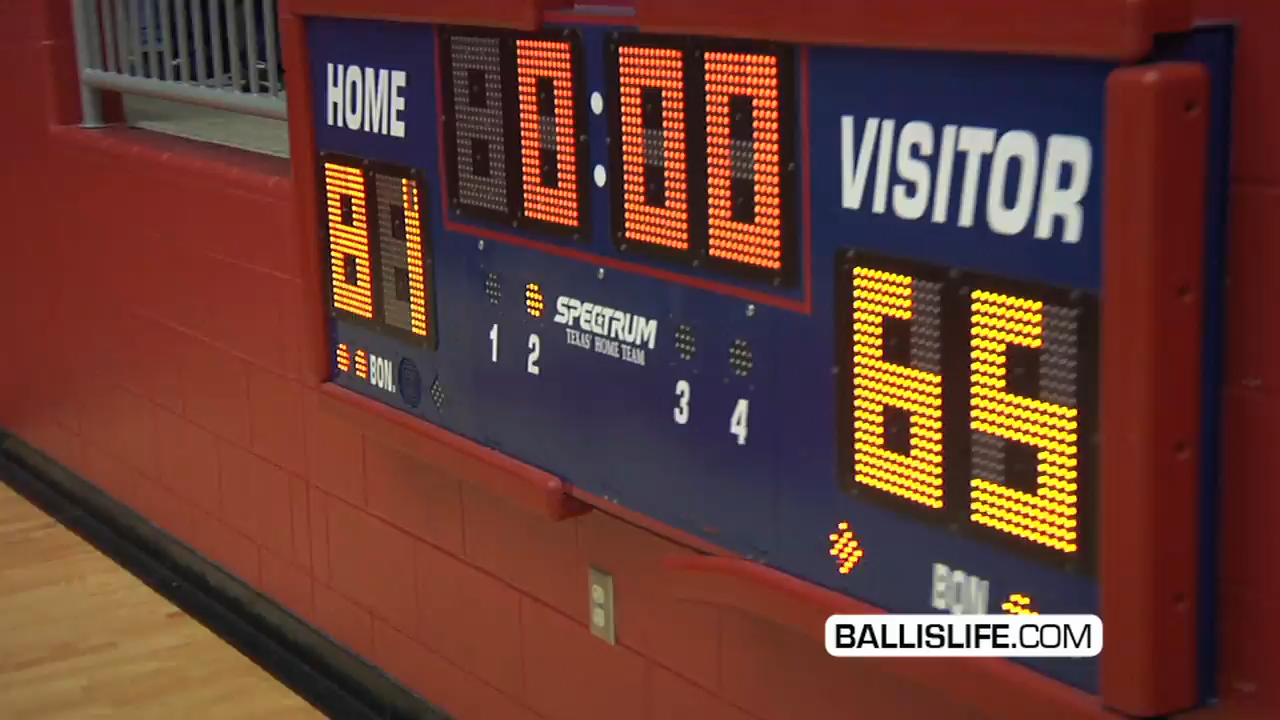 HOME
0:00
VISITOR
81
65
SPECTRUM
TEXAS' HOME TEAM
1 2 3 4
BON.
BON.
BALLISLIFE.COM